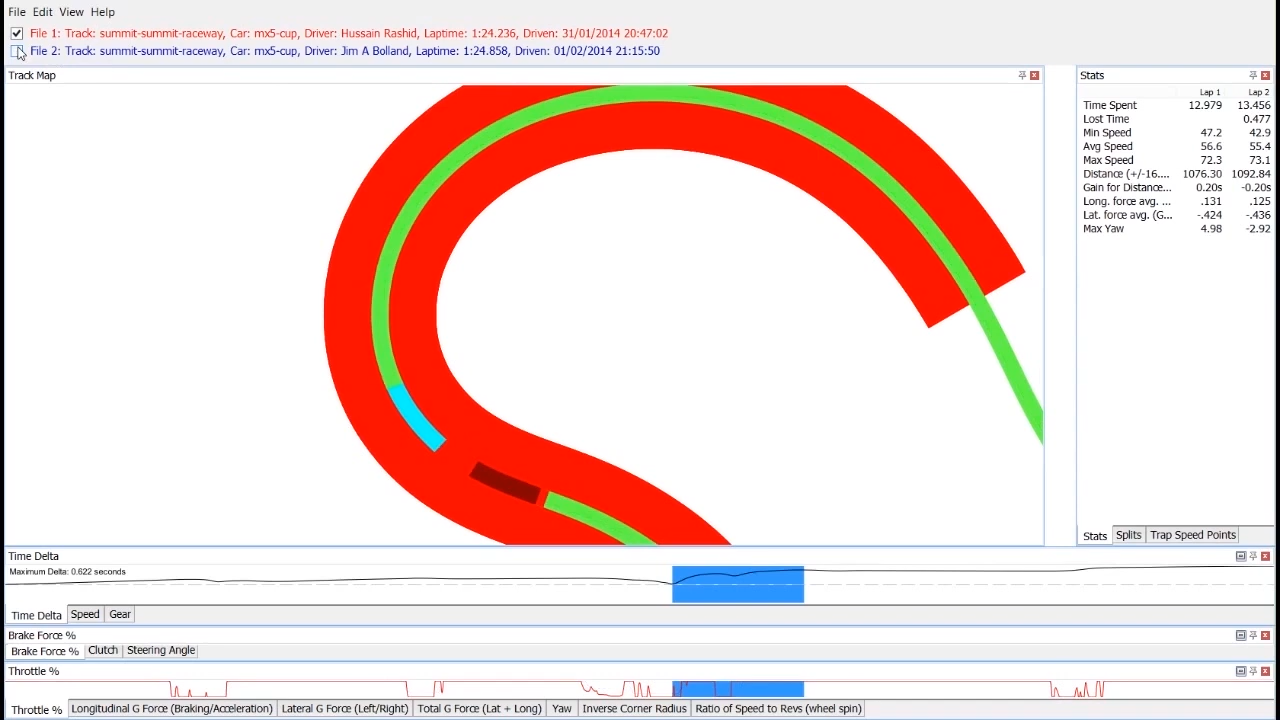 File Edit View Help
File 1: Track: summit-summit-raceway, Car: mx5-cup, Driver: Hussain Rashid, Laptime: 1:24.236, Driven: 31/01/2014 20:47:02
File 2: Track: summit-summit-raceway, Car: mx5-cup, Driver: Jim A Bolland, Laptime: 1:24.858, Driven: 01/02/2014 21:15:50
Track Map
Stats
Lap 1 Lap 2
Time Spent 12.979 13.456
Lost Time 0.477
Min Speed 47.2 42.9
Avg Speed 56.6 55.4
Max Speed 72.3 73.1
Distance (+/-16.... 1076.30 1092.84
Gain for Distance... 0.20s -0.20s
Long. force avg. ... .131 .125
Lat. force avg. (G... -.424 -.436
Max Yaw 4.98 -2.92
Stats Splits Trap Speed Points
Time Delta
Maximum Delta: 0.622 seconds
Time Delta Speed Gear
Brake Force %
Brake Force % Clutch Steering Angle
Throttle %
Throttle % Longitudinal G Force (Braking/Acceleration) Lateral G Force (Left/Right) Total G Force (Lat + Long) Yaw Inverse Corner Radius Ratio of Speed to Revs (wheel spin)